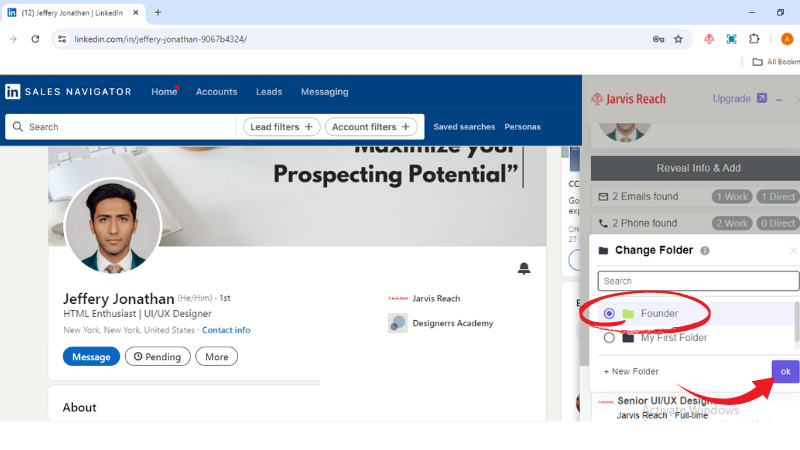 (12) Jeffery Jonathan | LinkedIn
linkedin.com/in/jeffery-jonathan-9067b4324/
A
All Bookm
in SALES NAVIGATOR Home Accounts Leads Messaging
Search Lead filters + Account filters + Saved searches Personas
Maximize your
Prospecting Potential”
Jeffery Jonathan (He/Him) · 1st
HTML Enthusiast | UI/UX Designer
New York, New York, United States · Contact info
Message Pending More
Jarvis Reach
Designerrs Academy
About
CC
Go
exp
27
Jarvis Reach Upgrade
Reveal Info & Add
2 Emails found 1 Work 1 Direct
2 Phone found 2 Work 0 Direct
Change Folder
Search
Founder
My First Folder
+ New Folder ok
Senior UI/UX Designer
Jarvis Reach · Full-time
Activate Windows